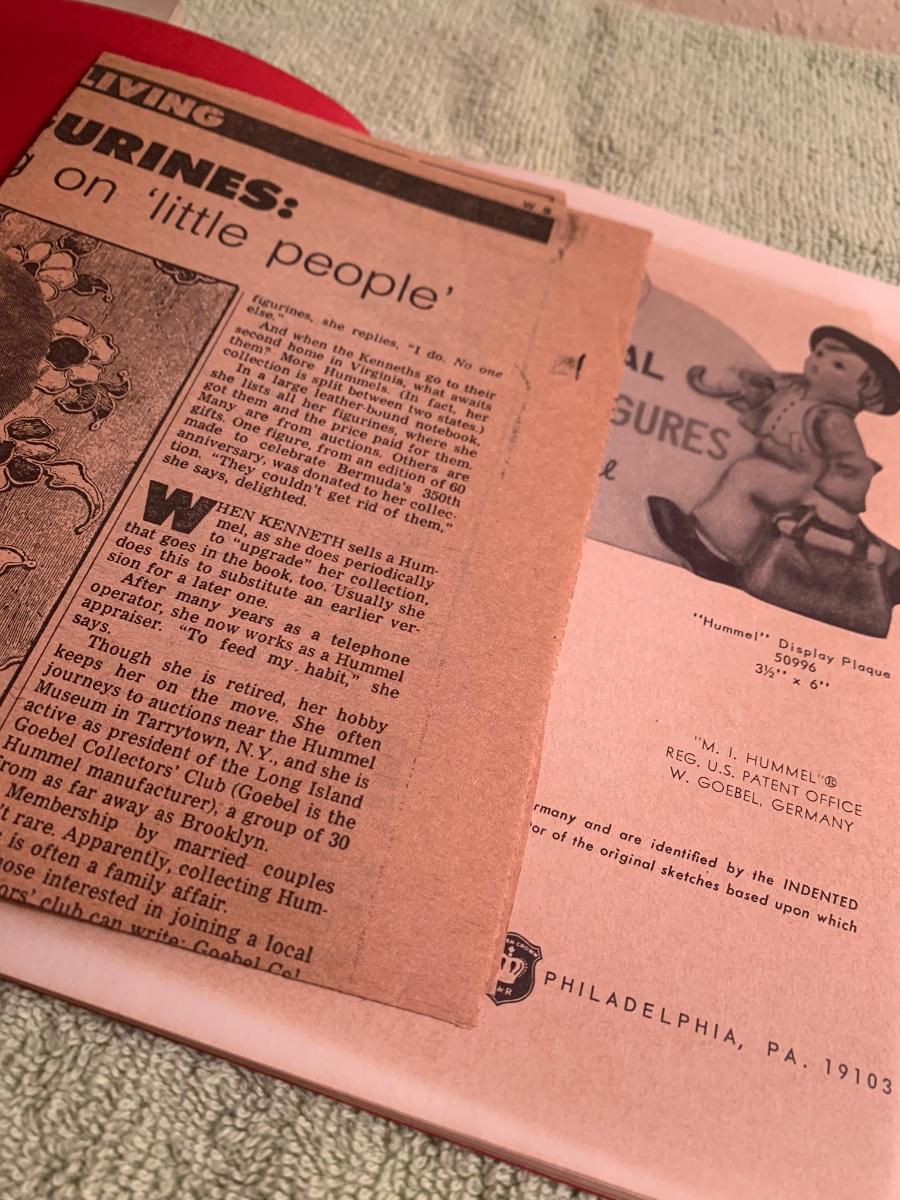 LIVING
URINES:
on 'little people'
figurines, she replies, "I do. No one
else."
And when the Kenneths go to their
second home in Virginia, what awaits
them? More Hummels. (In fact, her
collection is split between two states.)
In a large leather-bound notebook,
she lists all her figurines, where she
got them and the price paid for them.
Many are from auctions. Others are
gifts. One figure, from an edition of 60
made to celebrate Bermuda's 350th
anniversary, was donated to her collec-
tion. "They couldn't get rid of them,"
she says, delighted.
WHEN KENNETH sells a Hum-
mel, as she does periodically
to "upgrade" her collection,
that goes in the book, too. Usually she
does this to substitute an earlier ver-
sion for a later one.
After many years as a telephone
operator, she now works as a Hummel
appraiser. "To feed my habit," she
says.
Though she is retired, her hobby
keeps her on the move. She often
journeys to auctions near the Hummel
Museum in Tarrytown, N.Y., and she is
active as president of the Long Island
Goebel Collectors' Club (Goebel is the
Hummel manufacturer), a group of 30
from as far away as Brooklyn.
Membership by married couples
't rare. Apparently, collecting Hum-
is often a family affair.
hose interested in joining a local
ors' club can write: Goebel Col
AL
GURES
"Hummel" Display Plaque
50996
3½" x 6"
"M. I. HUMMEL"®
REG. U.S. PATENT OFFICE
W. GOEBEL, GERMANY
rmany and are identified by the INDENTED
or of the original sketches based upon which
PHILADELPHIA, PA. 19103